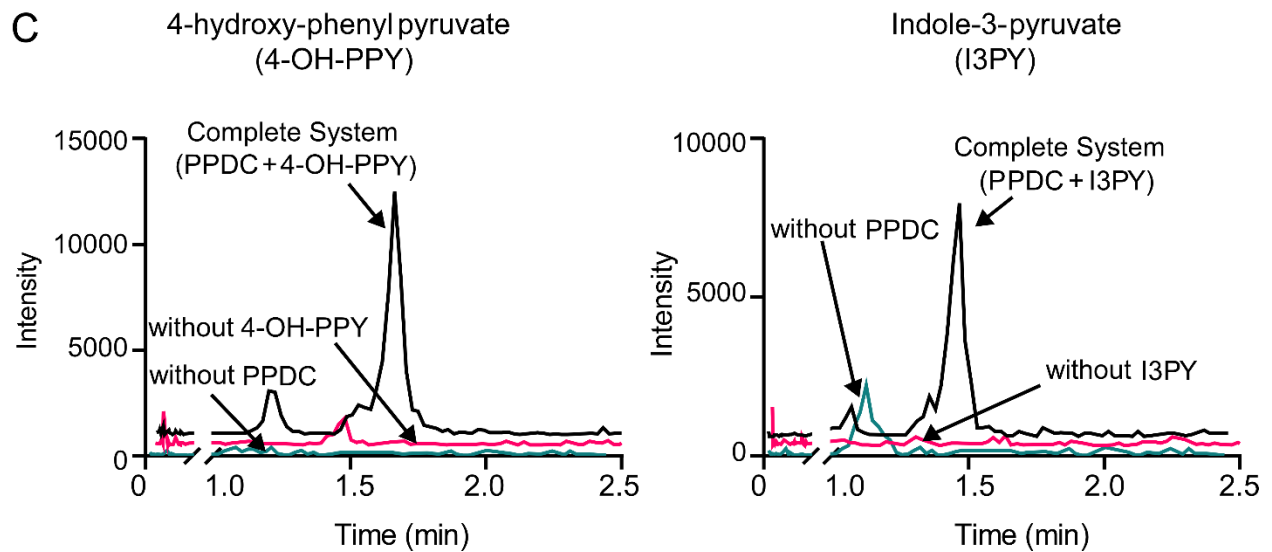 C
4-hydroxy-phenyl pyruvate
(4-OH-PPY)
15000
10000
5000
0
Intensity
Complete System
(PPDC + 4-OH-PPY)
without 4-OH-PPY
without PPDC
0
1.0
1.5
2.0
2.5
Time (min)
Indole-3-pyruvate
(I3PY)
10000
5000
0
Intensity
Complete System
(PPDC + I3PY)
without PPDC
without I3PY
0
1.0
1.5
2.0
2.5
Time (min)